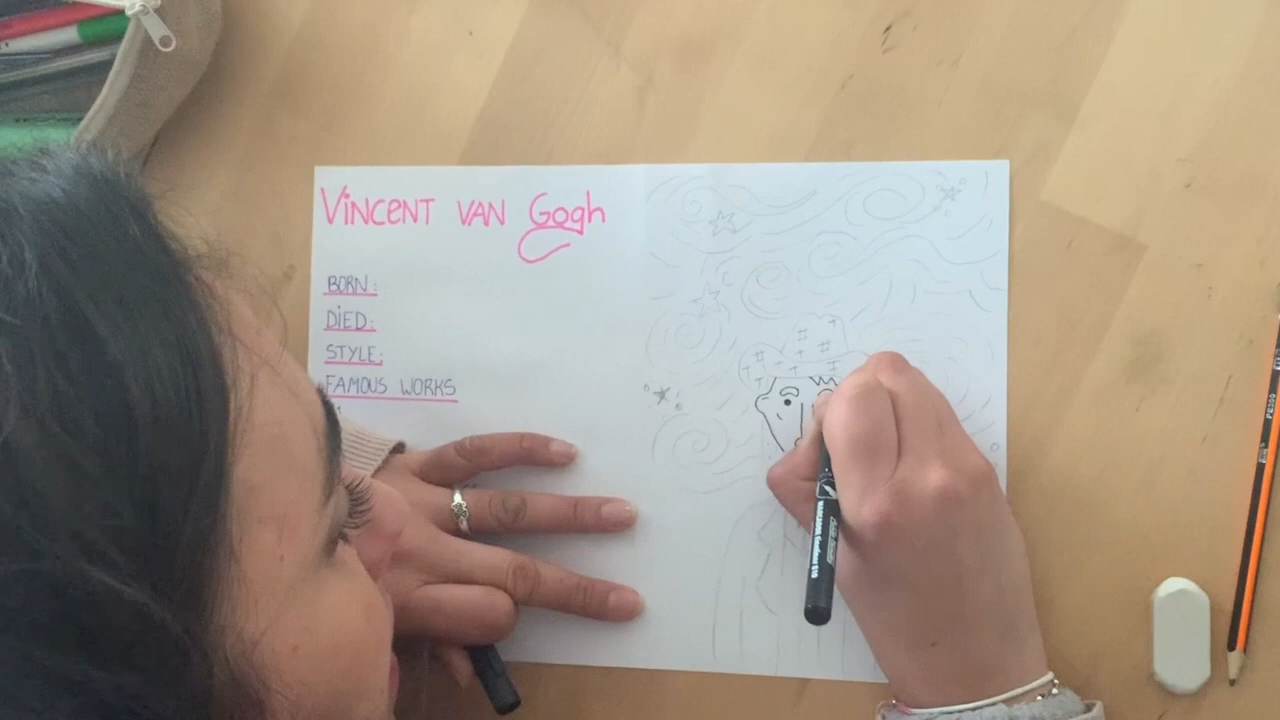 VINCENT VAN Gogh
BORN:
DIED:
STYLE:
FAMOUS WORKS